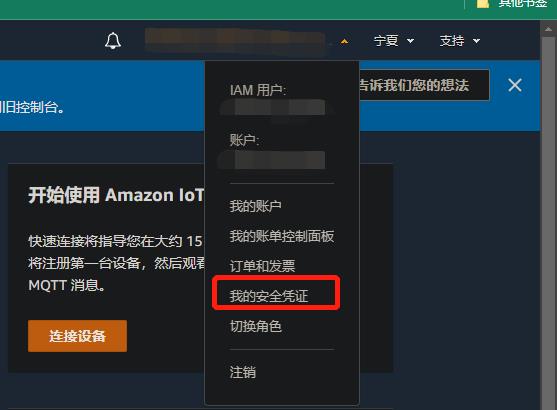 其他书签
宁夏
支持
IAM 用户:
告诉我们您的想法
旧控制台。
账户:
开始使用 Amazon IoT
我的账户
快速连接将指导您在大约 15
我的账单控制面板
将注册第一台设备，然后观看
订单和发票
MQTT 消息。
我的安全凭证
连接设备
切换角色
注销